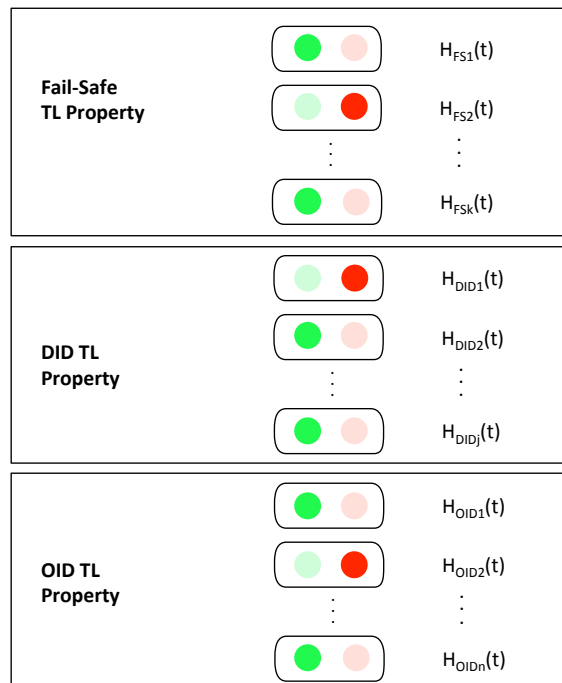 Fail-Safe
TL Property
H_FS1(t)
H_FS2(t)
H_FSk(t)
DID TL
Property
H_DID1(t)
H_DID2(t)
H_DIDj(t)
OID TL
Property
H_OID1(t)
H_OID2(t)
H_OIDn(t)